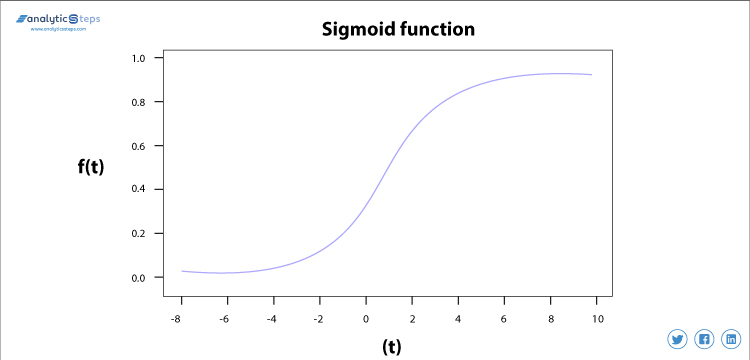 analyticSteps
www.analyticssteps.com
Sigmoid function
f(t)
1.0
0.8
0.6
0.4
0.2
0.0
-8 -6 -4 -2 0 2 4 6 8 10
(t)